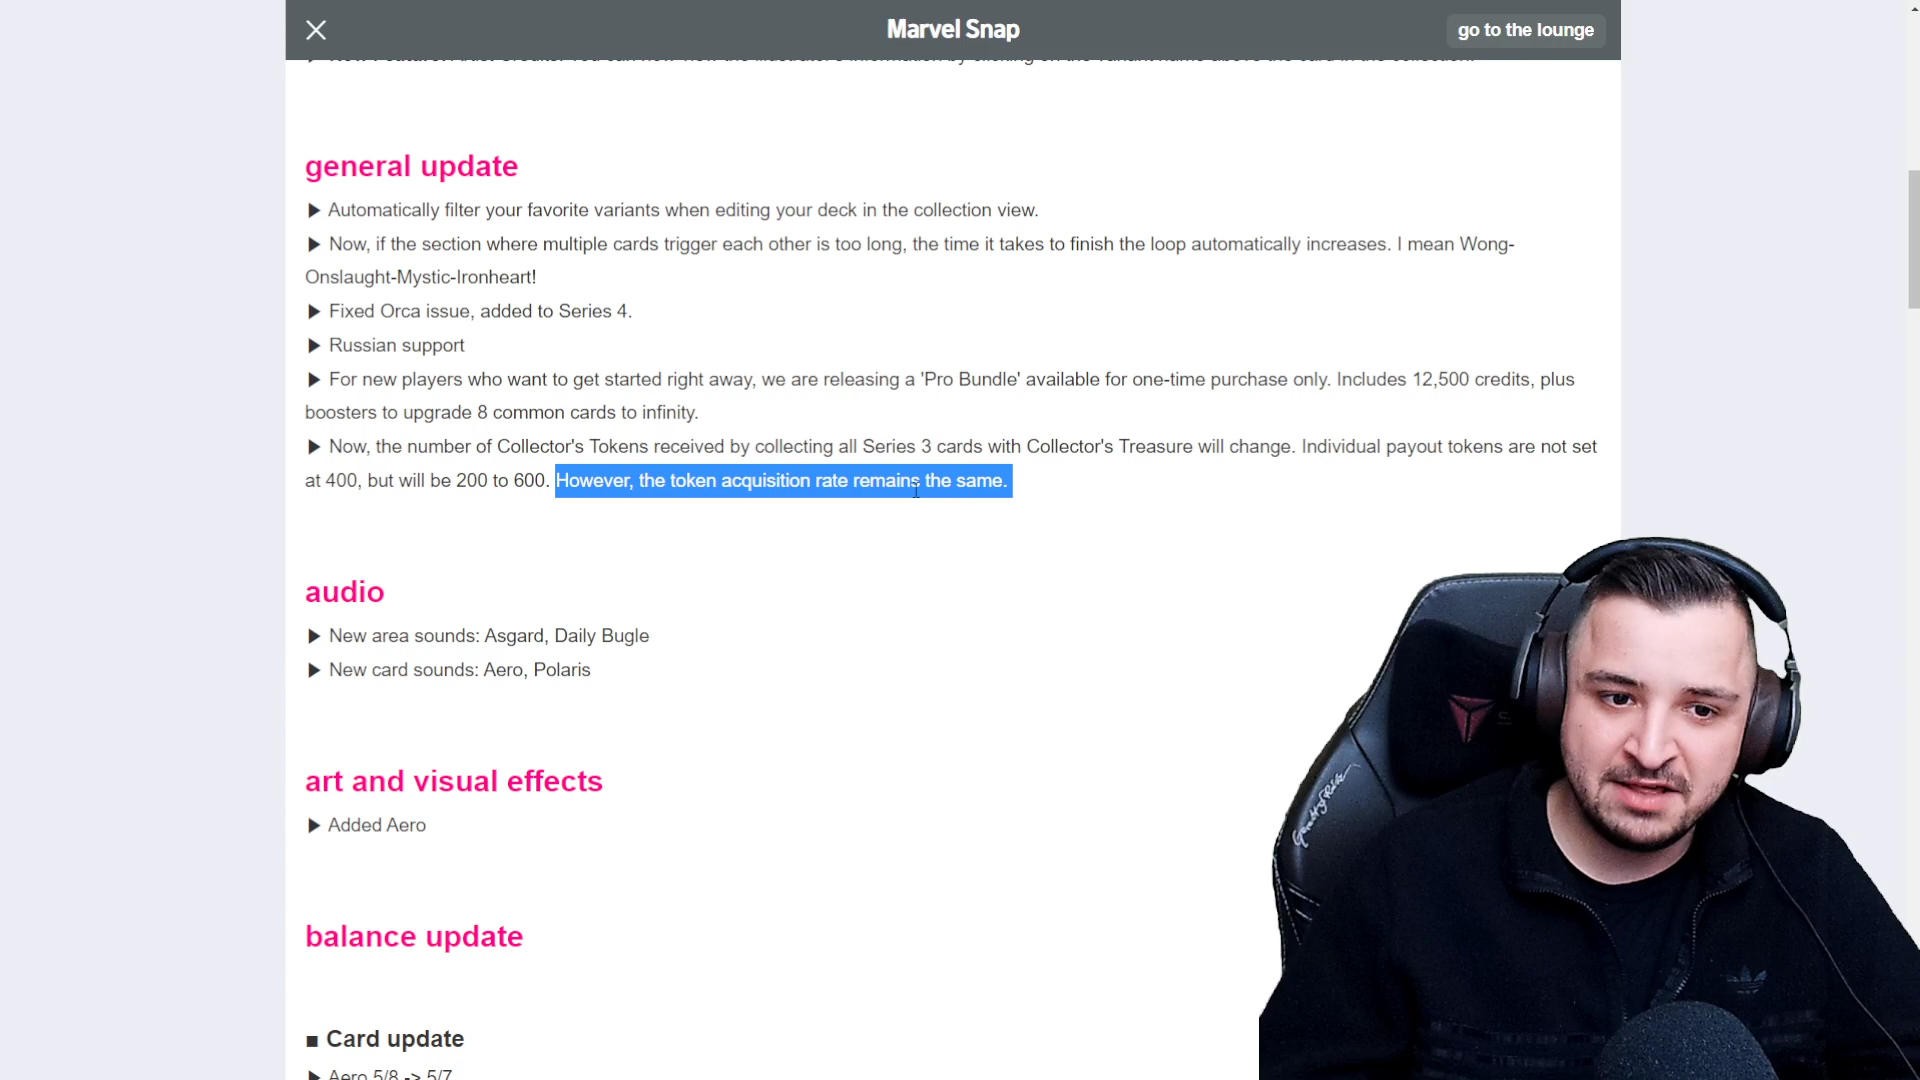 Marvel Snap
go to the lounge
general update
▶ Automatically filter your favorite variants when editing your deck in the collection view.
▶ Now, if the section where multiple cards trigger each other is too long, the time it takes to finish the loop automatically increases. I mean Wong-
Onslaught-Mystic-Ironheart!
▶ Fixed Orca issue, added to Series 4.
▶ Russian support
▶ For new players who want to get started right away, we are releasing a 'Pro Bundle' available for one-time purchase only. Includes 12,500 credits, plus
boosters to upgrade 8 common cards to infinity.
▶ Now, the number of Collector's Tokens received by collecting all Series 3 cards with Collector's Treasure will change. Individual payout tokens are not set
at 400, but will be 200 to 600. However, the token acquisition rate remains the same.
audio
▶ New area sounds: Asgard, Daily Bugle
▶ New card sounds: Aero, Polaris
art and visual effects
▶ Added Aero
balance update
■ Card update
▶ Aero 5/8 -> 5/7